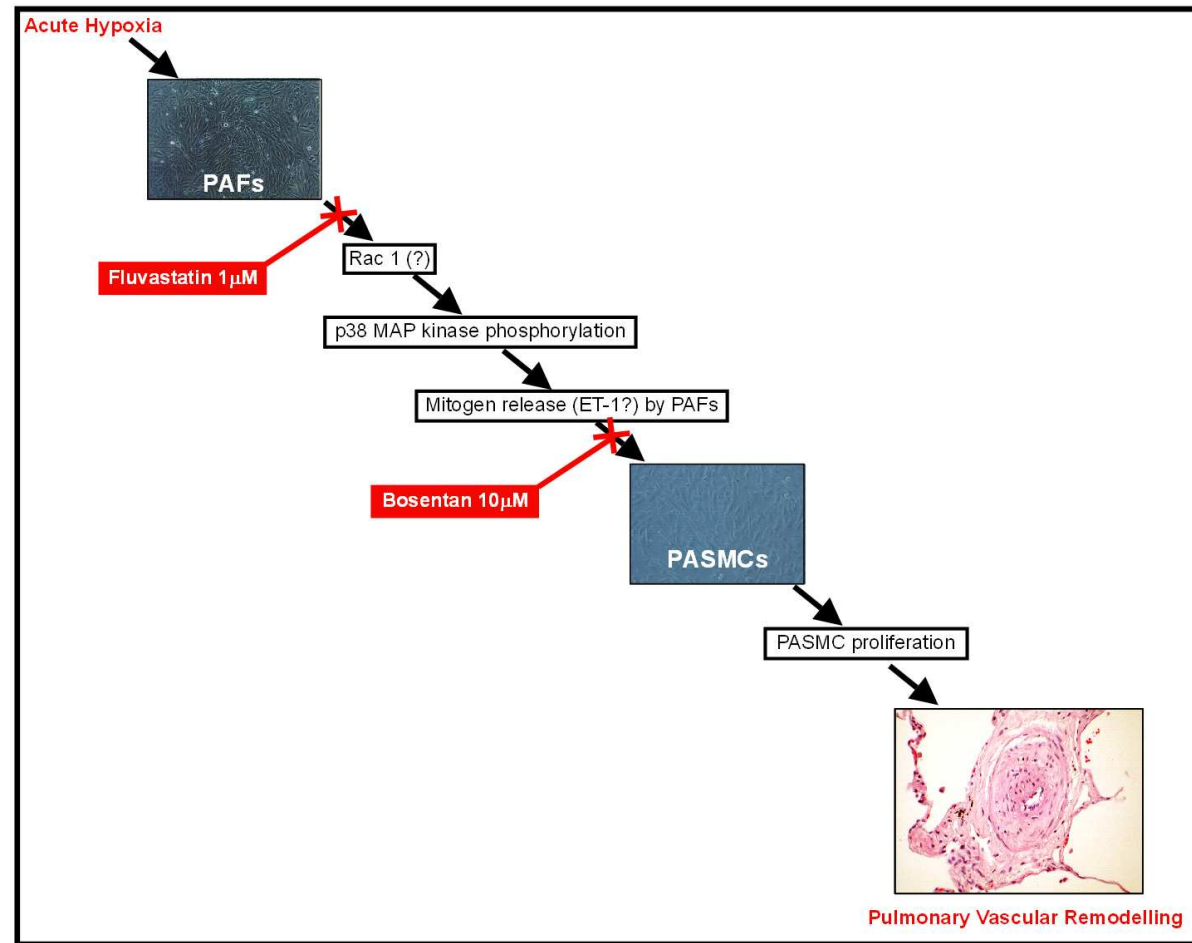 Acute Hypoxia
PAFs
Rac 1 (?)
Fluvastatin 1μM
p38 MAP kinase phosphorylation
Mitogen release (ET-1?) by PAFs
Bosentan 10μM
PASMCs
PASMC proliferation
Pulmonary Vascular Remodelling